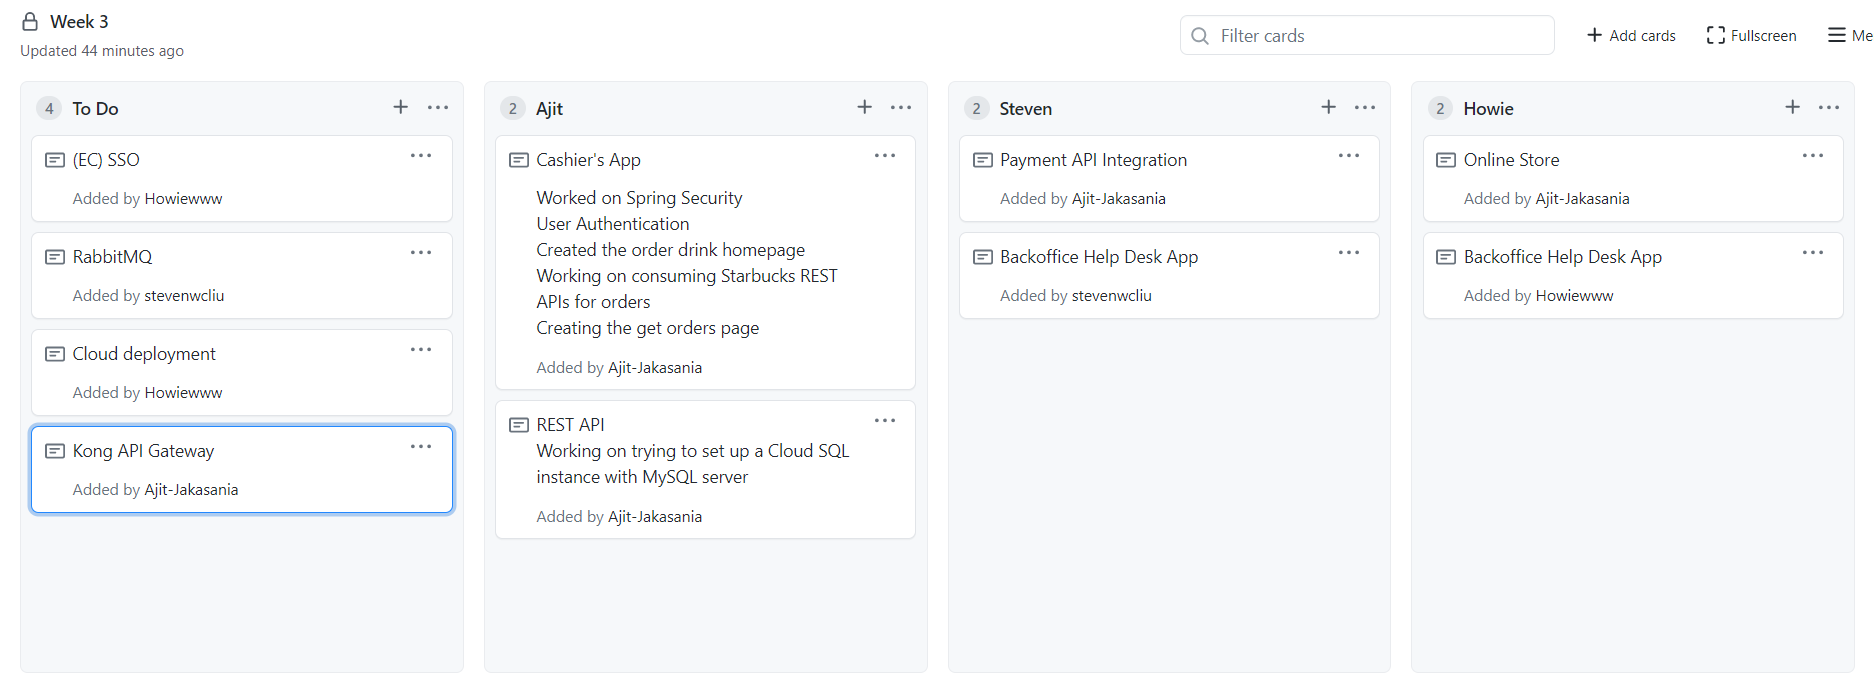 Week 3
Updated 44 minutes ago
Filter cards
Add cards
Fullscreen
Me
4 To Do
(EC) SSO
Added by Howiewww
RabbitMQ
Added by stevenwcliu
Cloud deployment
Added by Howiewww
Kong API Gateway
Added by Ajit-Jakasania
2 Ajit
Cashier's App
Worked on Spring Security
User Authentication
Created the order drink homepage
Working on consuming Starbucks REST
APIs for orders
Creating the get orders page
Added by Ajit-Jakasania
REST API
Working on trying to set up a Cloud SQL
instance with MySQL server
Added by Ajit-Jakasania
2 Steven
Payment API Integration
Added by Ajit-Jakasania
Backoffice Help Desk App
Added by stevenwcliu
2 Howie
Online Store
Added by Ajit-Jakasania
Backoffice Help Desk App
Added by Howiewww